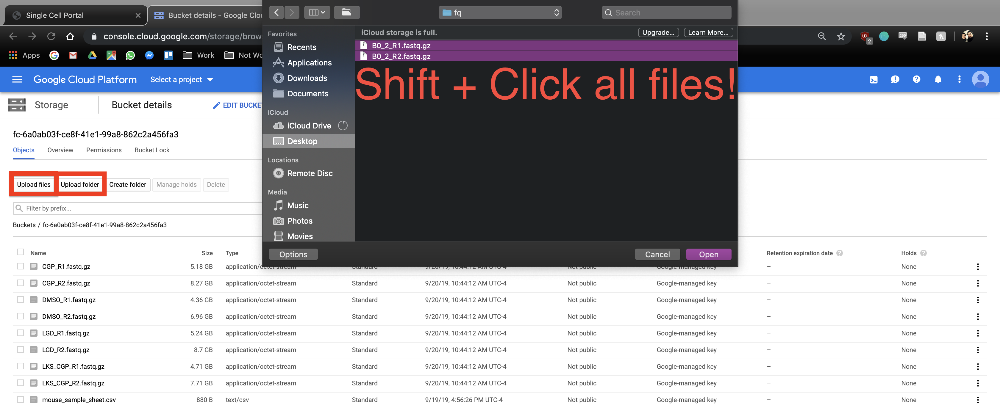 Single Cell Portal
Bucket details - Google Clou
fq
Search
console.cloud.google.com/storage/brows
2
Apps
Work
Not Wo
Favorites
Recents
Applications
Downloads
Documents
iCloud
iCloud Drive
Desktop
Locations
Remote Disc
Media
Music
Photos
Movies
iCloud storage is full.
Upgrade...
Learn More...
B0_2_R1.fastq.gz
B0_2_R2.fastq.gz
Shift + Click all files!
Options
Cancel
Open
Google Cloud Platform
Select a project
Storage
Bucket details
EDIT BUCKET
fc-6a0ab03f-ce8f-41e1-99a8-862c2a456fa3
Objects Overview Permissions Bucket Lock
Upload files Upload folder Create folder Manage holds Delete
Filter by prefix...
Buckets / fc-6a0ab03f-ce8f-41e1-99a8-862c2a456fa3
Name Size Type Retention expiration date Holds
CGP_R1.fastq.gz 5.18 GB application/octet-stream Standard 9/20/19, 10:44:12 AM UTC-4 Not public Google-managed key – None
CGP_R2.fastq.gz 8.27 GB application/octet-stream Standard 9/20/19, 10:44:12 AM UTC-4 Not public Google-managed key – None
DMSO_R1.fastq.gz 4.36 GB application/octet-stream Standard 9/20/19, 10:44:12 AM UTC-4 Not public Google-managed key – None
DMSO_R2.fastq.gz 6.96 GB application/octet-stream Standard 9/20/19, 10:44:12 AM UTC-4 Not public Google-managed key – None
LGD_R1.fastq.gz 5.24 GB application/octet-stream Standard 9/20/19, 10:44:12 AM UTC-4 Not public Google-managed key – None
LGD_R2.fastq.gz 8.7 GB application/octet-stream Standard 9/20/19, 10:44:12 AM UTC-4 Not public Google-managed key – None
LKS_CGP_R1.fastq.gz 4.71 GB application/octet-stream Standard 9/20/19, 10:44:12 AM UTC-4 Not public Google-managed key – None
LKS_CGP_R2.fastq.gz 7.71 GB application/octet-stream Standard 9/20/19, 10:44:12 AM UTC-4 Not public Google-managed key – None
mouse_sample_sheet.csv 880 B text/csv Standard 9/19/19, 4:56:26 PM UTC-4 Not public Google-managed key – None